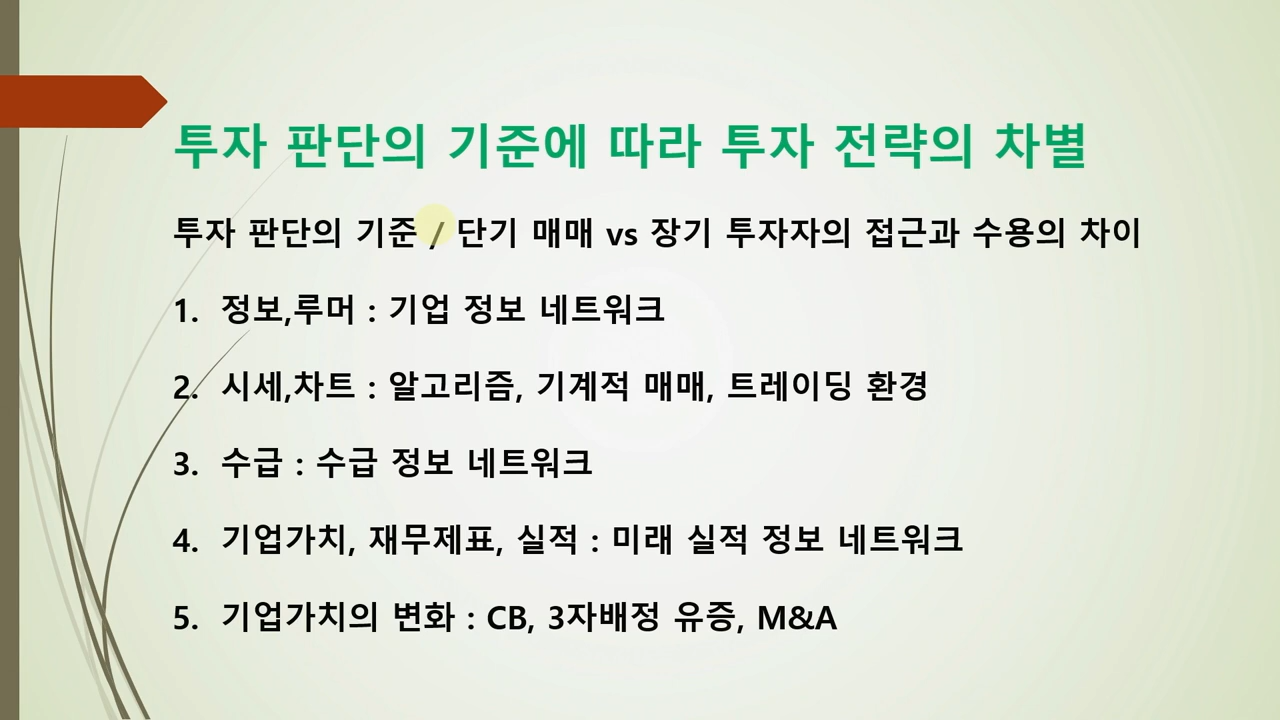 투자 판단의 기준에 따라 투자 전략의 차별
투자 판단의 기준 / 단기 매매 vs 장기 투자자의 접근과 수용의 차이
1. 정보,루머 : 기업 정보 네트워크
2. 시세,차트 : 알고리즘, 기계적 매매, 트레이딩 환경
3. 수급 : 수급 정보 네트워크
4. 기업가치, 재무제표, 실적 : 미래 실적 정보 네트워크
5. 기업가치의 변화 : CB, 3자배정 유증, M&A